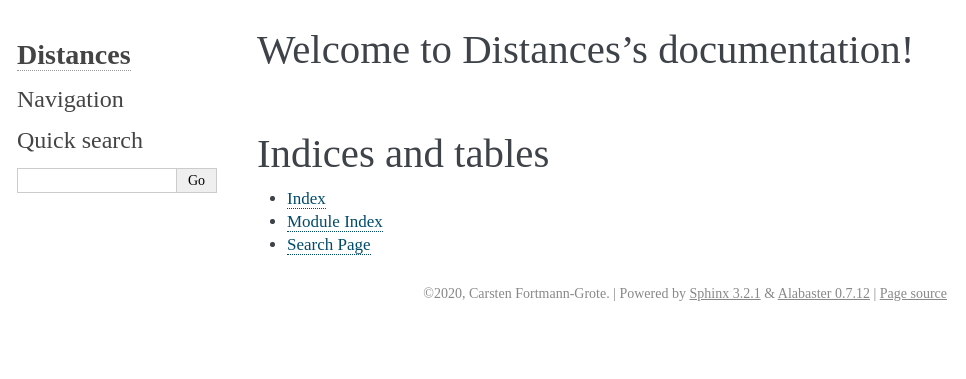 Distances
Navigation
Quick search
Go
Welcome to Distances’s documentation!
Indices and tables
Index
Module Index
Search Page
©2020, Carsten Fortmann-Grote. | Powered by Sphinx 3.2.1 & Alabaster 0.7.12 | Page source